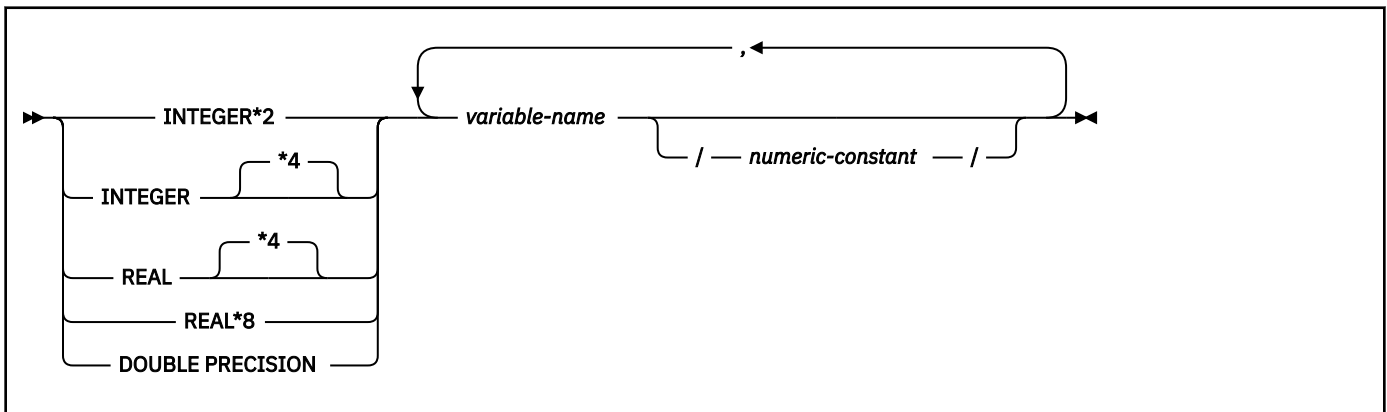 ,
INTEGER*2 variable-name
/ numeric-constant /
*4
INTEGER
*4
REAL
REAL*8
DOUBLE PRECISION